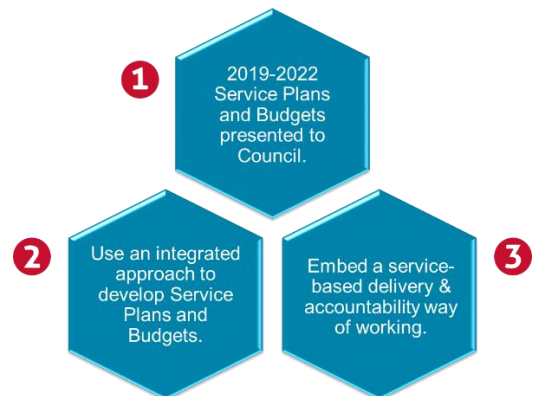 1
2019-2022
Service Plans
and Budgets
presented to
Council.
2
Use an integrated
approach to
develop Service
Plans and
Budgets.
3
Embed a service-
based delivery &
accountability way
of working.